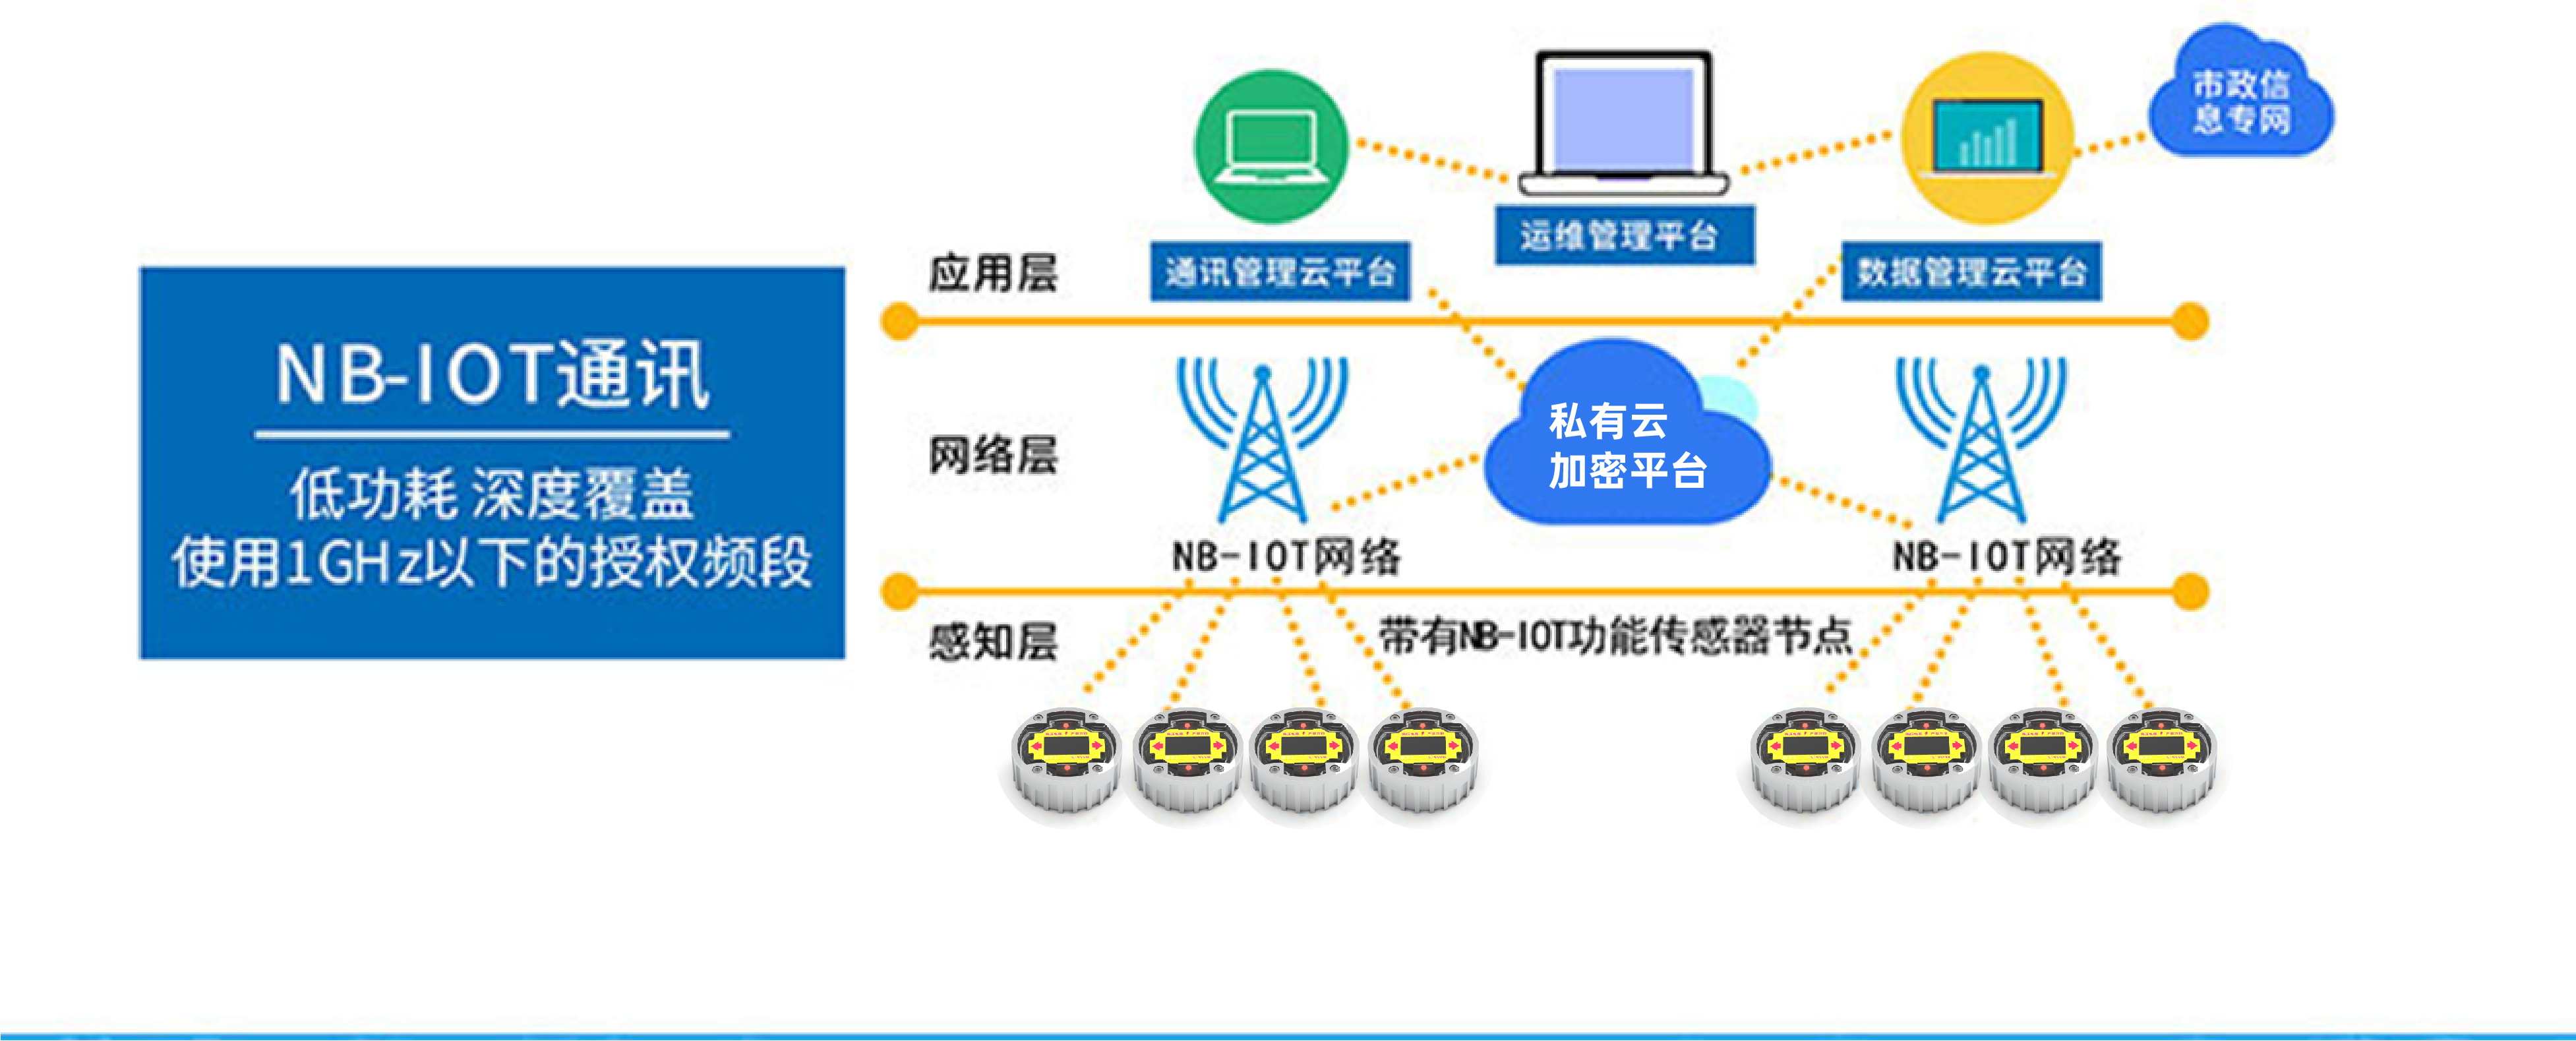 市政信
息专网
运维管理平台
通讯管理云平台
数据管理云平台
应用层
NB-IOT通讯
低功耗 深度覆盖
使用1GHz以下的授权频段
私有云
加密平台
网络层
NB-IOT网络
NB-IOT网络
感知层
带有NB-IOT功能传感器节点